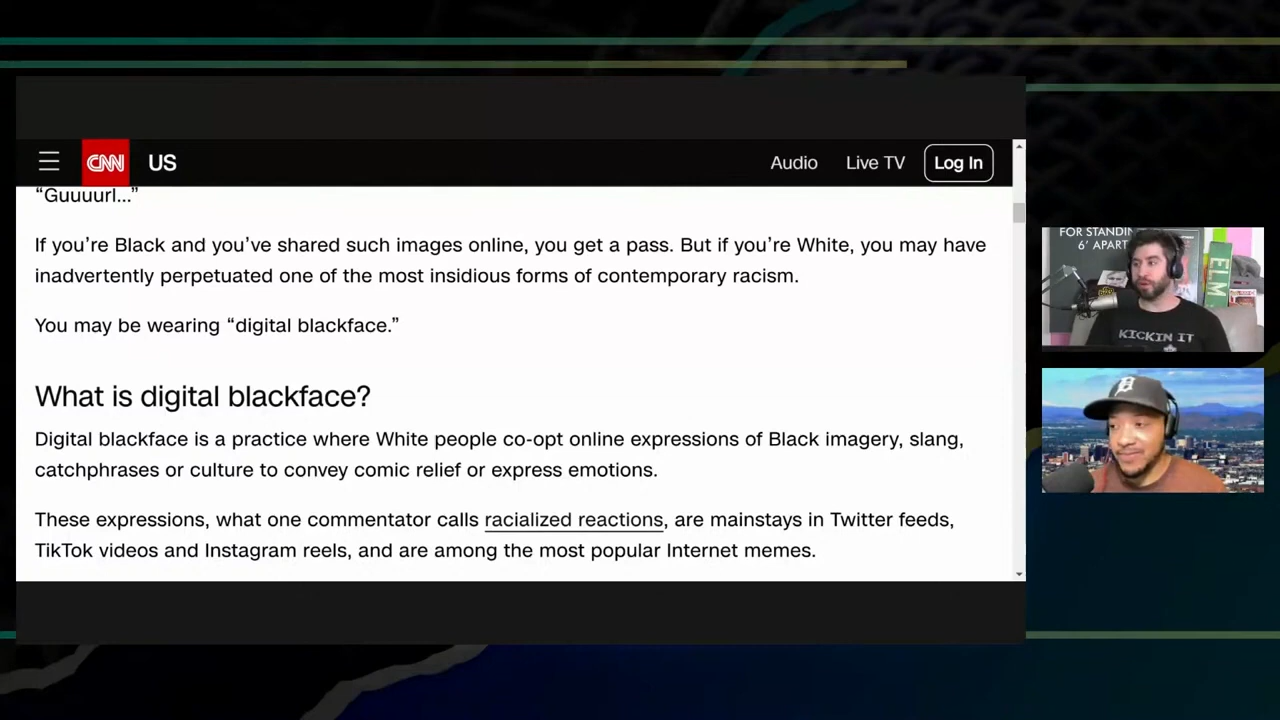 CNN US Audio Live TV Log In
“Guuuurl...”
If you’re Black and you’ve shared such images online, you get a pass. But if you’re White, you may have
inadvertently perpetuated one of the most insidious forms of contemporary racism.
You may be wearing “digital blackface.”
What is digital blackface?
Digital blackface is a practice where White people co-opt online expressions of Black imagery, slang,
catchphrases or culture to convey comic relief or express emotions.
These expressions, what one commentator calls racialized reactions, are mainstays in Twitter feeds,
TikTok videos and Instagram reels, and are among the most popular Internet memes.
FOR STANDING
6’ APART
ELM
KICKIN IT
D